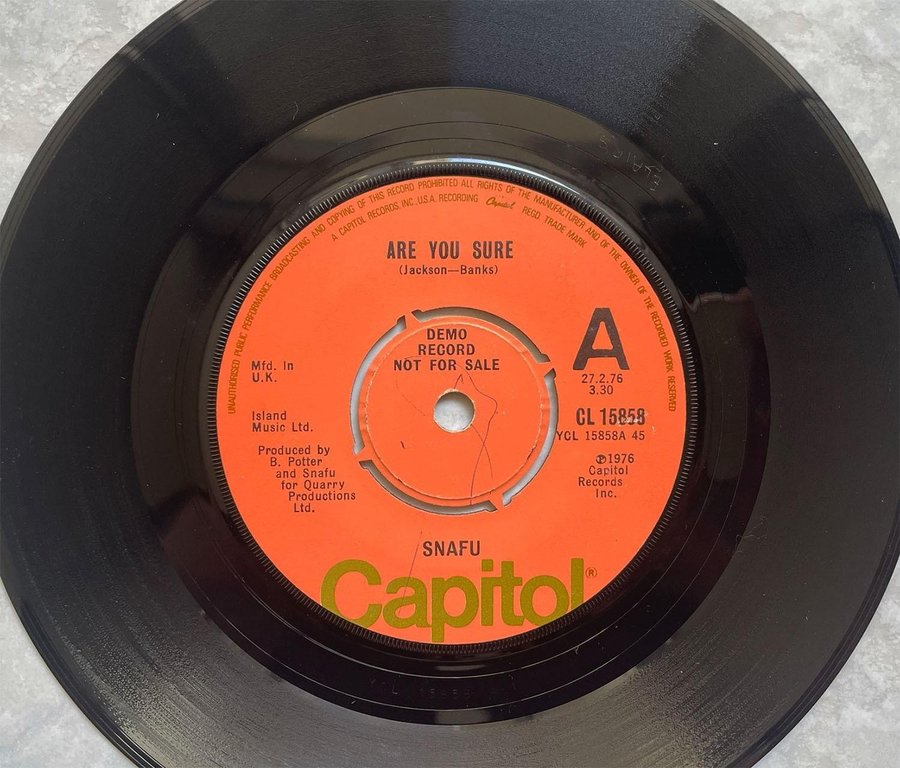 UNAUTHORISED PUBLIC PERFORMANCE BROADCASTING AND COPYING OF THIS RECORD PROHIBITED ALL RIGHTS OF THE MANUFACTURER AND OF THE OWNER OF THE RECORDED WORK RESERVED
A CAPITOL RECORDS INC. U.S.A. RECORDING Capitol REGD TRADE MARK
ARE YOU SURE
(Jackson—Banks)
DEMO
RECORD
NOT FOR SALE
A
27.2.76
3.30
Mfd. In
U.K.
CL 15858
YCL 15858A 45
Island
Music Ltd.
Produced by
B. Potter
and Snafu
for Quarry
Productions
Ltd.
℗1976
Capitol
Records
Inc.
SNAFU
Capitol®